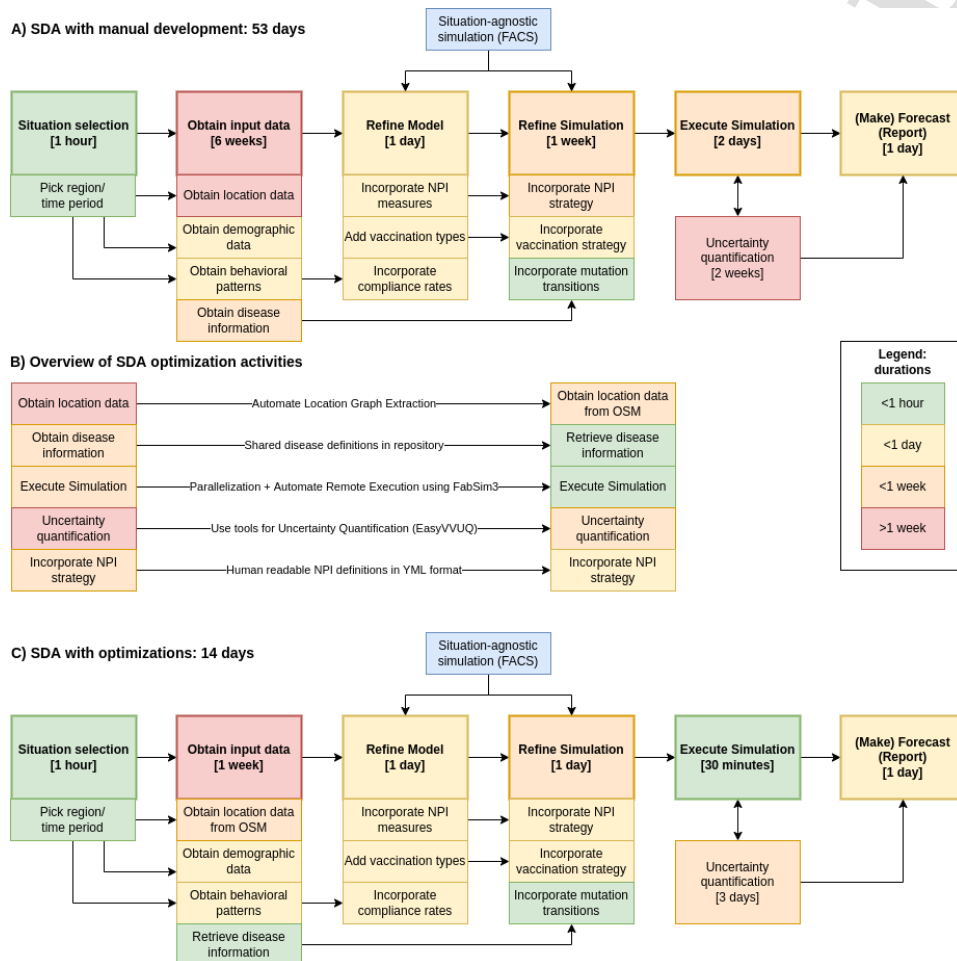 A) SDA with manual development: 53 days
Situation-agnostic
simulation (FACS)
Situation selection
[1 hour]
Obtain input data
[6 weeks]
Refine Model
[1 day]
Refine Simulation
[1 week]
Execute Simulation
[2 days]
(Make) Forecast
(Report)
[1 day]
Pick region/
time period
Obtain location data
Obtain demographic
data
Obtain behavioral
patterns
Obtain disease
information
Incorporate NPI
measures
Add vaccination types
Incorporate
compliance rates
Incorporate NPI
strategy
Incorporate
vaccination strategy
Incorporate mutation
transitions
Uncertainty
quantification
[2 weeks]
B) Overview of SDA optimization activities
Obtain location data
Automate Location Graph Extraction
Obtain location data
from OSM
Obtain disease
information
Shared disease definitions in repository
Retrieve disease
information
Execute Simulation
Parallelization + Automate Remote Execution using FabSim3
Execute Simulation
Uncertainty
quantification
Use tools for Uncertainty Quantification (EasyVVUQ)
Uncertainty
quantification
Incorporate NPI
strategy
Human readable NPI definitions in YML format
Incorporate NPI
strategy
Legend:
durations
<1 hour
<1 day
<1 week
>1 week
C) SDA with optimizations: 14 days
Situation-agnostic
simulation (FACS)
Situation selection
[1 hour]
Obtain input data
[1 week]
Refine Model
[1 day]
Refine Simulation
[1 day]
Execute Simulation
[30 minutes]
(Make) Forecast
(Report)
[1 day]
Pick region/
time period
Obtain location data
from OSM
Obtain demographic
data
Obtain behavioral
patterns
Retrieve disease
information
Incorporate NPI
measures
Add vaccination types
Incorporate
compliance rates
Incorporate NPI
strategy
Incorporate
vaccination strategy
Incorporate mutation
transitions
Uncertainty
quantification
[3 days]